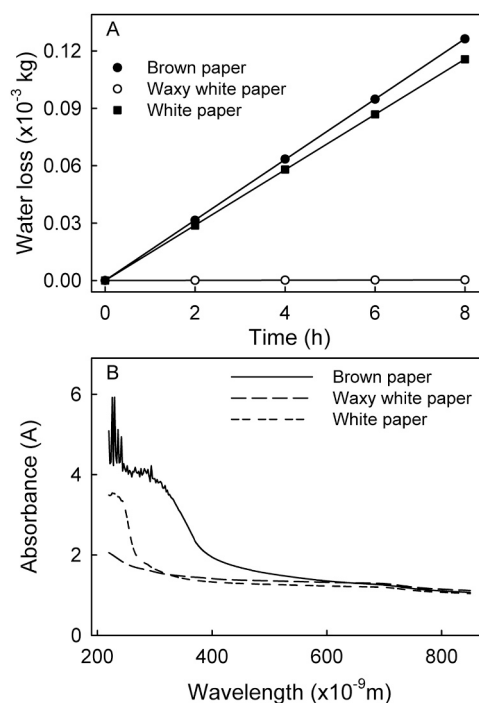 A
Brown paper
Waxy white paper
White paper
Water loss (x10⁻³ kg)
0.12
0.09
0.06
0.03
0.00
0 2 4 6 8
Time (h)
B
Brown paper
Waxy white paper
White paper
Absorbance (A)
6
4
2
0
200 400 600 800
Wavelength (x10⁻⁹m)